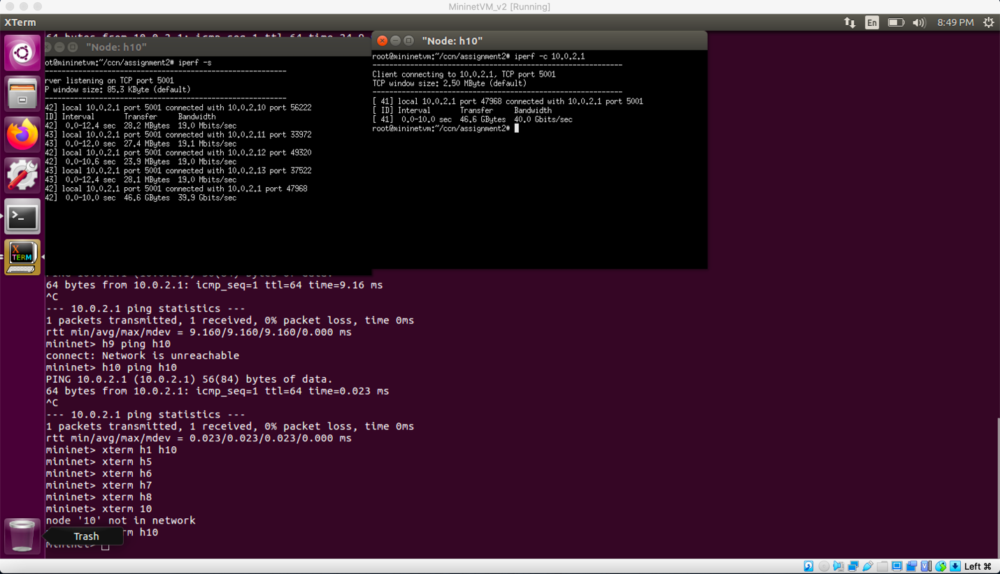 MininetVM_v2 [Running]
XTerm
En
8:49 PM
"Node: h10"
ot@mininetvm:~/ccn/assignment2# iperf -s
------------------------------------------------------------
rver listening on TCP port 5001
P window size: 85.3 KByte (default)
------------------------------------------------------------
42] local 10.0.2.1 port 5001 connected with 10.0.2.10 port 56222
ID] Interval Transfer Bandwidth
42] 0.0-12.4 sec 28.2 MBytes 19.0 Mbits/sec
43] local 10.0.2.1 port 5001 connected with 10.0.2.11 port 33972
43] 0.0-12.0 sec 27.4 MBytes 19.1 Mbits/sec
42] local 10.0.2.1 port 5001 connected with 10.0.2.12 port 49320
42] 0.0-10.6 sec 23.9 MBytes 19.0 Mbits/sec
43] local 10.0.2.1 port 5001 connected with 10.0.2.13 port 37522
43] 0.0-12.4 sec 28.1 MBytes 19.0 Mbits/sec
42] local 10.0.2.1 port 5001 connected with 10.0.2.1 port 47968
42] 0.0-10.0 sec 46.6 GBytes 39.9 Gbits/sec
"Node: h10"
root@mininetvm:~/ccn/assignment2# iperf -c 10.0.2.1
------------------------------------------------------------
Client connecting to 10.0.2.1, TCP port 5001
TCP window size: 2.50 MByte (default)
------------------------------------------------------------
[ 41] local 10.0.2.1 port 47968 connected with 10.0.2.1 port 5001
[ ID] Interval Transfer Bandwidth
[ 41] 0.0-10.0 sec 46.6 GBytes 40.0 Gbits/sec
root@mininetvm:~/ccn/assignment2#
X
TERM
64 bytes from 10.0.2.1: icmp_seq=1 ttl=64 time=9.16 ms
^C
--- 10.0.2.1 ping statistics ---
1 packets transmitted, 1 received, 0% packet loss, time 0ms
rtt min/avg/max/mdev = 9.160/9.160/9.160/0.000 ms
mininet> h9 ping h10
connect: Network is unreachable
mininet> h10 ping h10
PING 10.0.2.1 (10.0.2.1) 56(84) bytes of data.
64 bytes from 10.0.2.1: icmp_seq=1 ttl=64 time=0.023 ms
^C
--- 10.0.2.1 ping statistics ---
1 packets transmitted, 1 received, 0% packet loss, time 0ms
rtt min/avg/max/mdev = 0.023/0.023/0.023/0.000 ms
mininet> xterm h1 h10
mininet> xterm h5
mininet> xterm h6
mininet> xterm h7
mininet> xterm h8
mininet> xterm 10
node '10' not in network
rm h10
Trash
mininet>
Left ⌘